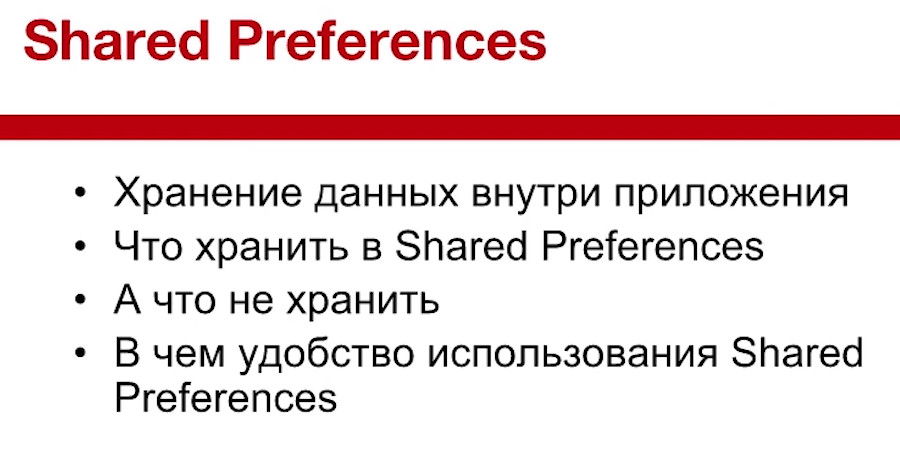 Shared Preferences
• Хранение данных внутри приложения
• Что хранить в Shared Preferences
• А что не хранить
• В чем удобство использования Shared
Preferences